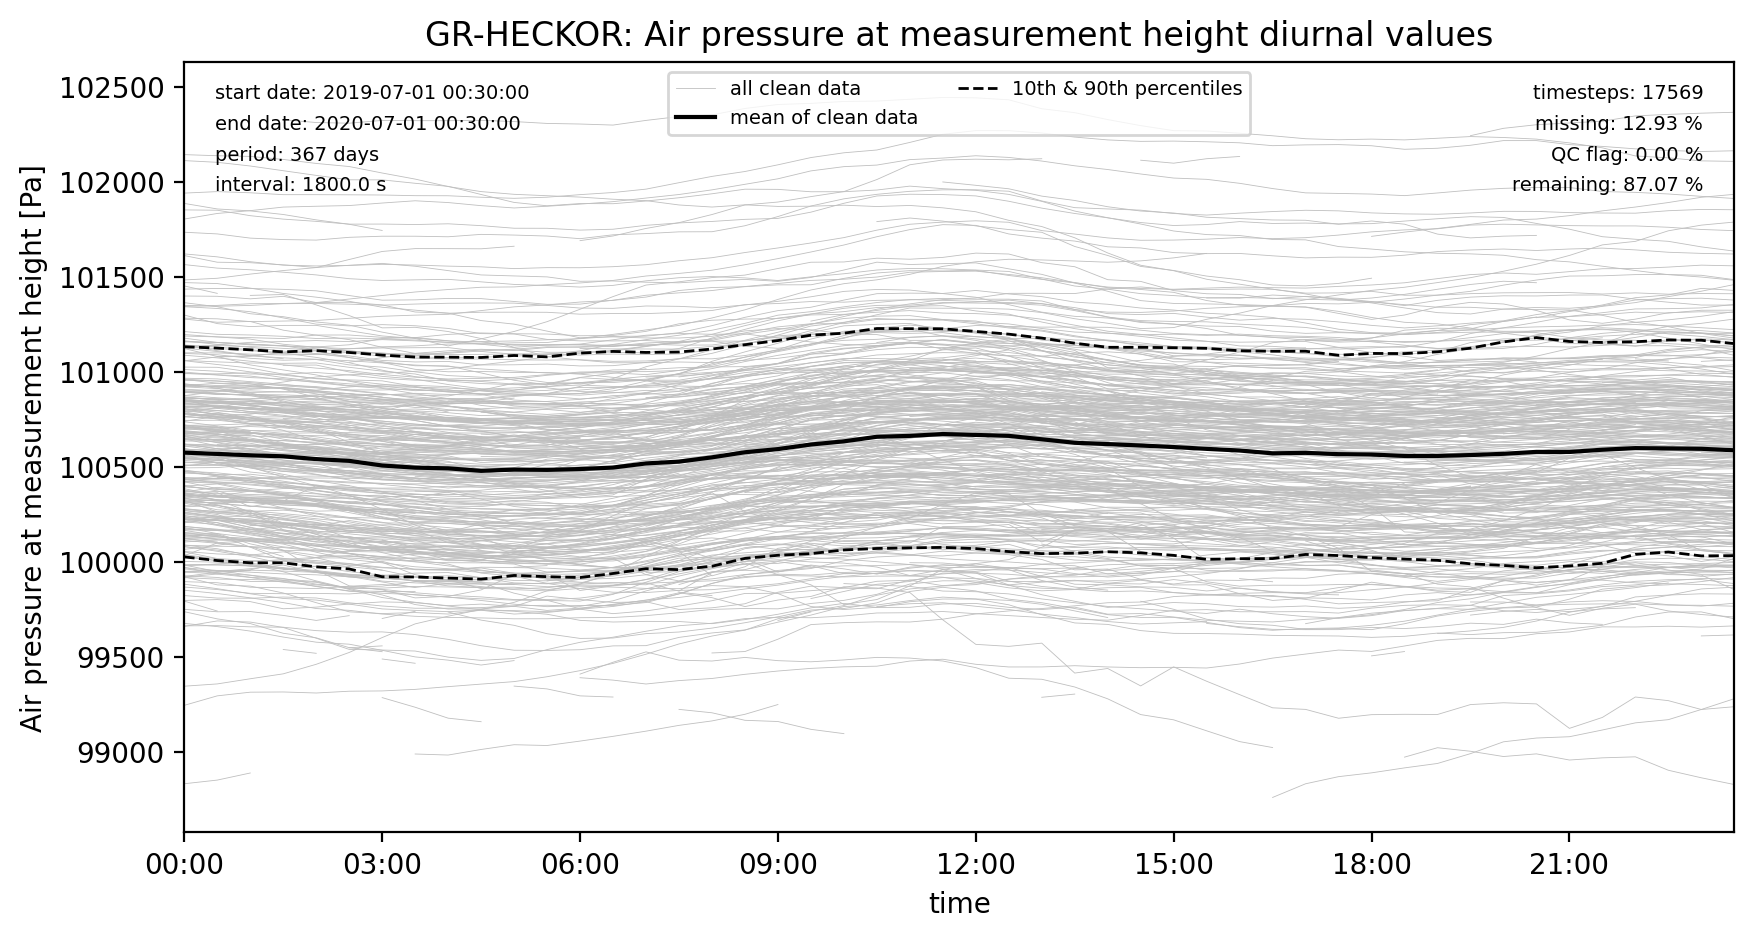 GR-HECKOR: Air pressure at measurement height diurnal values
start date: 2019-07-01 00:30:00
end date: 2020-07-01 00:30:00
period: 367 days
interval: 1800.0 s
all clean data
mean of clean data
10th & 90th percentiles
timesteps: 17569
missing: 12.93 %
QC flag: 0.00 %
remaining: 87.07 %
Air pressure at measurement height [Pa]
102500
102000
101500
101000
100500
100000
99500
99000
00:00
03:00
06:00
09:00
12:00
15:00
18:00
21:00
time